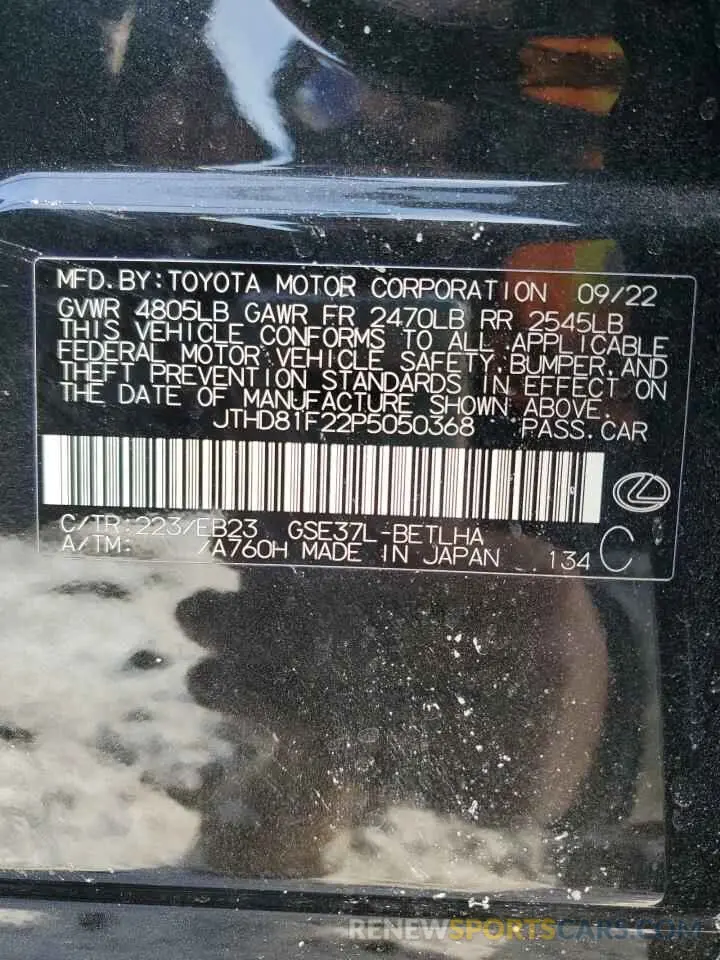 MFD. BY: TOYOTA MOTOR CORPORATION 09/22
GVWR 4805LB GAWR FR 2470LB RR 2545LB
THIS VEHICLE CONFORMS TO ALL APPLICABLE
FEDERAL MOTOR VEHICLE SAFETY, BUMPER, AND
THEFT PREVENTION STANDARDS IN EFFECT ON
THE DATE OF MANUFACTURE SHOWN ABOVE.
JTHD81F22P5050368 PASS. CAR
C/TR: 223/EB23 GSE37L-BETLHA
A/TM: /A760H MADE IN JAPAN 134 C
RENEWSPORTSCARS.COM